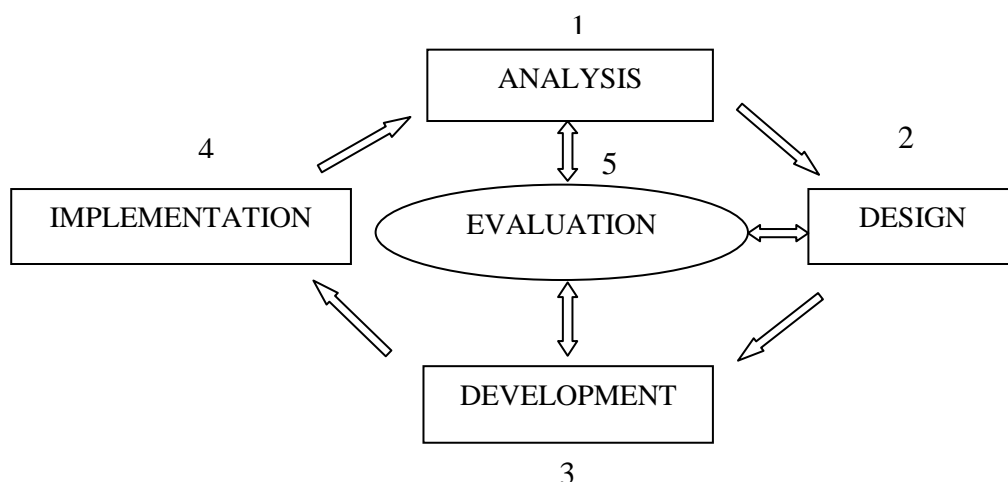 1
ANALYSIS
2
4
5
IMPLEMENTATION
EVALUATION
DESIGN
DEVELOPMENT
3